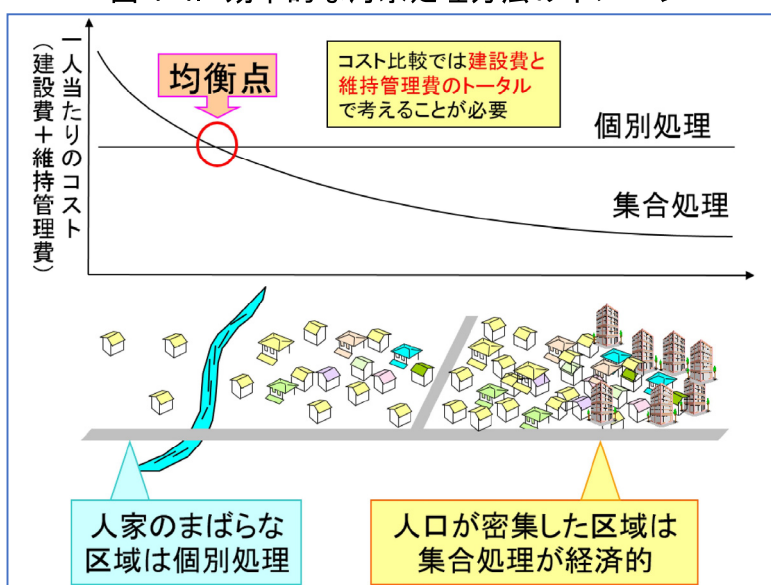 一人当たりのコスト
（建設費＋維持管理費）
均衡点
コスト比較では建設費と
維持管理費のトータル
で考えることが必要
個別処理
集合処理
人家のまばらな
区域は個別処理
人口が密集した区域は
集合処理が経済的